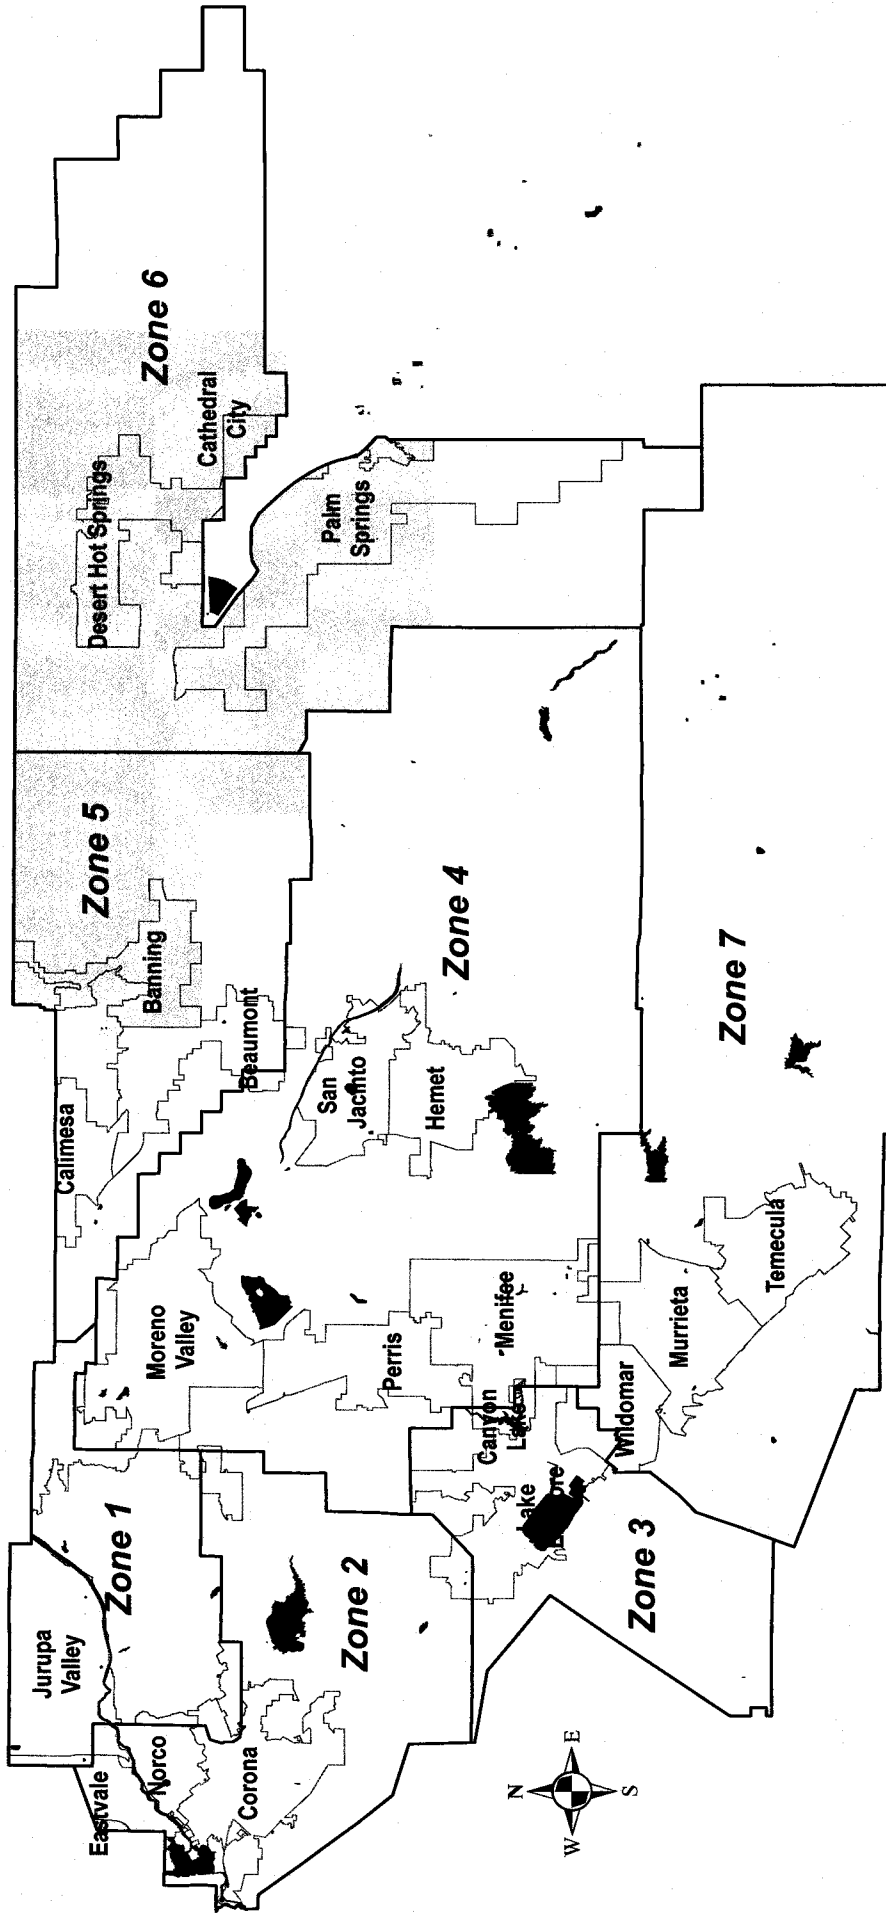 Zone 6
Desert Hot Springs
Cathedral
City
Palm
Springs
Zone 5
Banning
Beaumont
Calimesa
Zone 4
San
Jacinto
Hemet
Zone 7
Moreno
Valley
Perris
Menifee
Canyon
Lake
Wildomar
Murrieta
Temecula
Lake
Zone 3
Zone 1
Zone 2
Jurupa
Valley
Eastvale
Norco
Corona
N
E
S
W